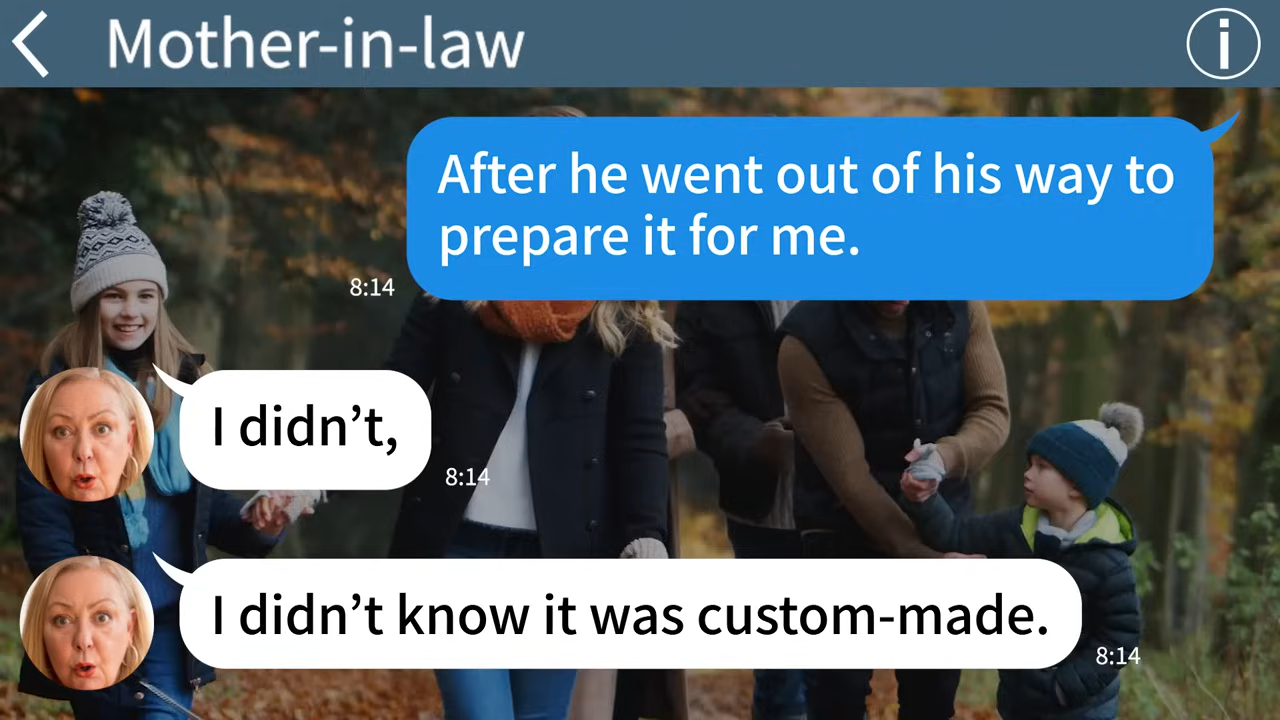 Mother-in-law
After he went out of his way to
prepare it for me.
8:14
I didn’t,
8:14
I didn’t know it was custom-made.
8:14